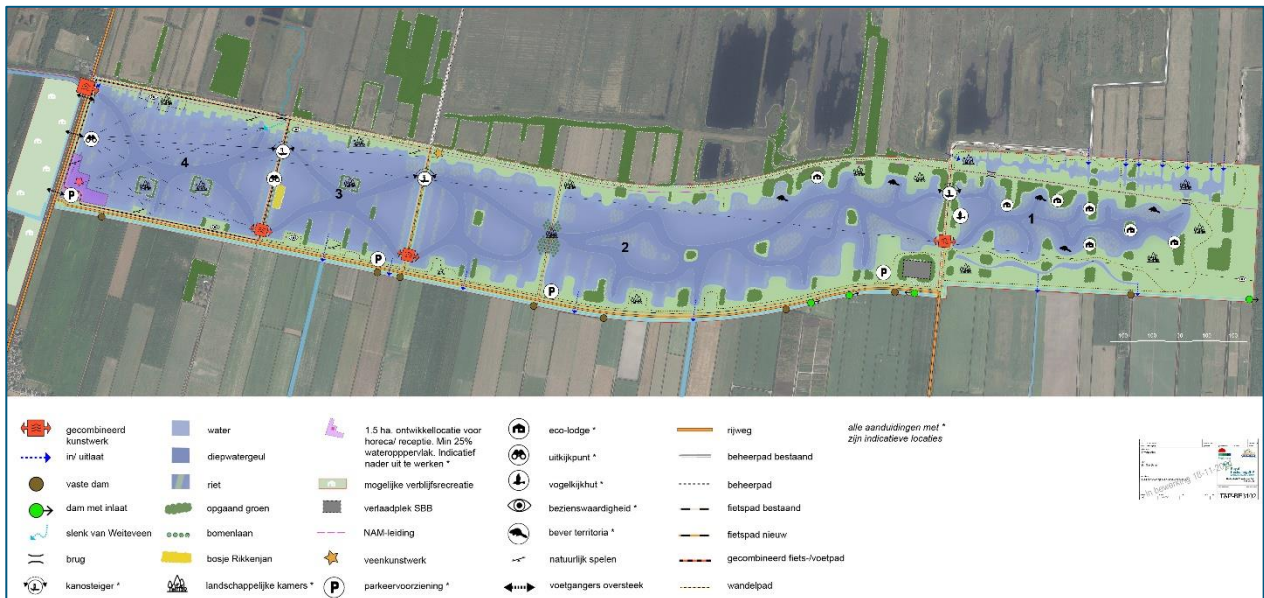 4
3
2
1
P
P
P
P
gecombineerd
kunstwerk
in/ uitlaat
vaste dam
dam met inlaat
slenk van Weiteveen
brug
kanosteiger *
water
diepwatergeul
riet
opgaand groen
bomenlaan
bosje Rikkenjan
landschappelijke kamers *
1.5 ha. ontwikkellocatie voor
horeca/ receptie. Min 25%
wateropppervlak. Indicatief
nader uit te werken *
mogelijke verblijfsrecreatie
verlaadplek SBB
NAM-leiding
veenkunstwerk
P parkeervoorziening *
eco-lodge *
uitkijkpunt *
vogelkijkhut *
bezienswaardigheid *
bever territoria *
natuurlijk spelen
voetgangers oversteek
rijweg
beheerpad bestaand
beheerpad
fietspad bestaand
fietspad nieuw
gecombineerd fiets-/voetpad
wandelpad
alle aanduidingen met *
zijn indicatieve locaties
in bewerking